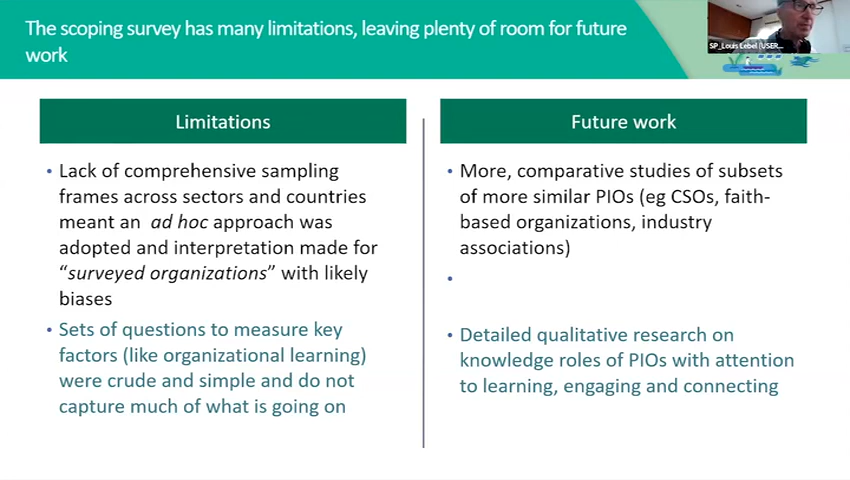 The scoping survey has many limitations, leaving plenty of room for future
work
SP_Louis Lebel (USER...
Limitations
• Lack of comprehensive sampling
frames across sectors and countries
meant an ad hoc approach was
adopted and interpretation made for
“surveyed organizations” with likely
biases
• Sets of questions to measure key
factors (like organizational learning)
were crude and simple and do not
capture much of what is going on
Future work
• More, comparative studies of subsets
of more similar PIOs (eg CSOs, faith-
based organizations, industry
associations)
•
• Detailed qualitative research on
knowledge roles of PIOs with attention
to learning, engaging and connecting